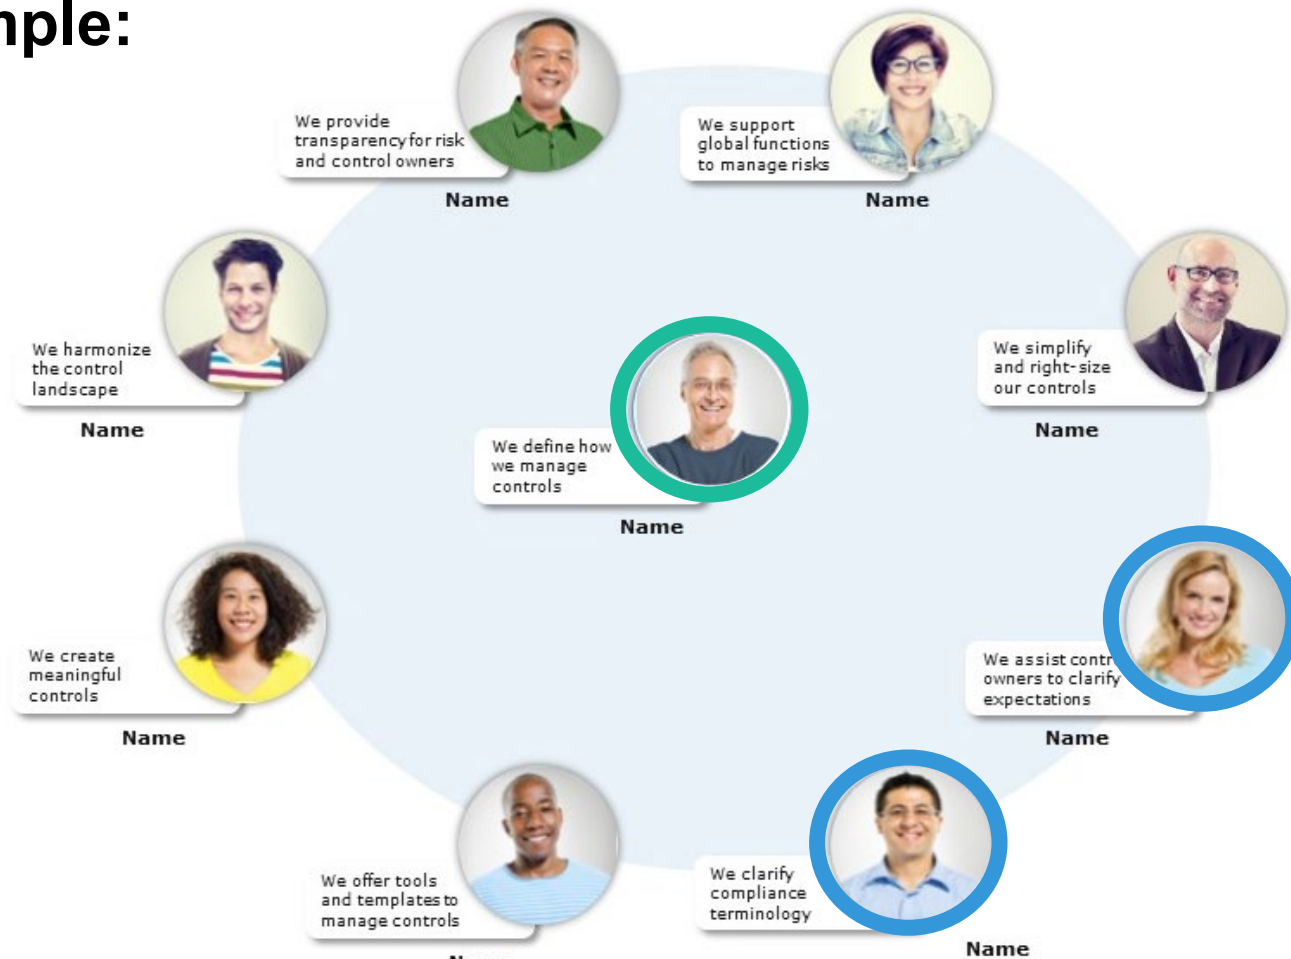 mple:
We provide
transparency for risk
and control owners
Name
We support
global functions
to manage risks
Name
We harmonize
the control
landscape
Name
We simplify
and right-size
our controls
Name
We define how
we manage
controls
Name
We create
meaningful
controls
Name
We assist contr
owners to clarify
expectations
Name
We offer tools
and templates to
manage controls
We clarify
compliance
terminology
Name